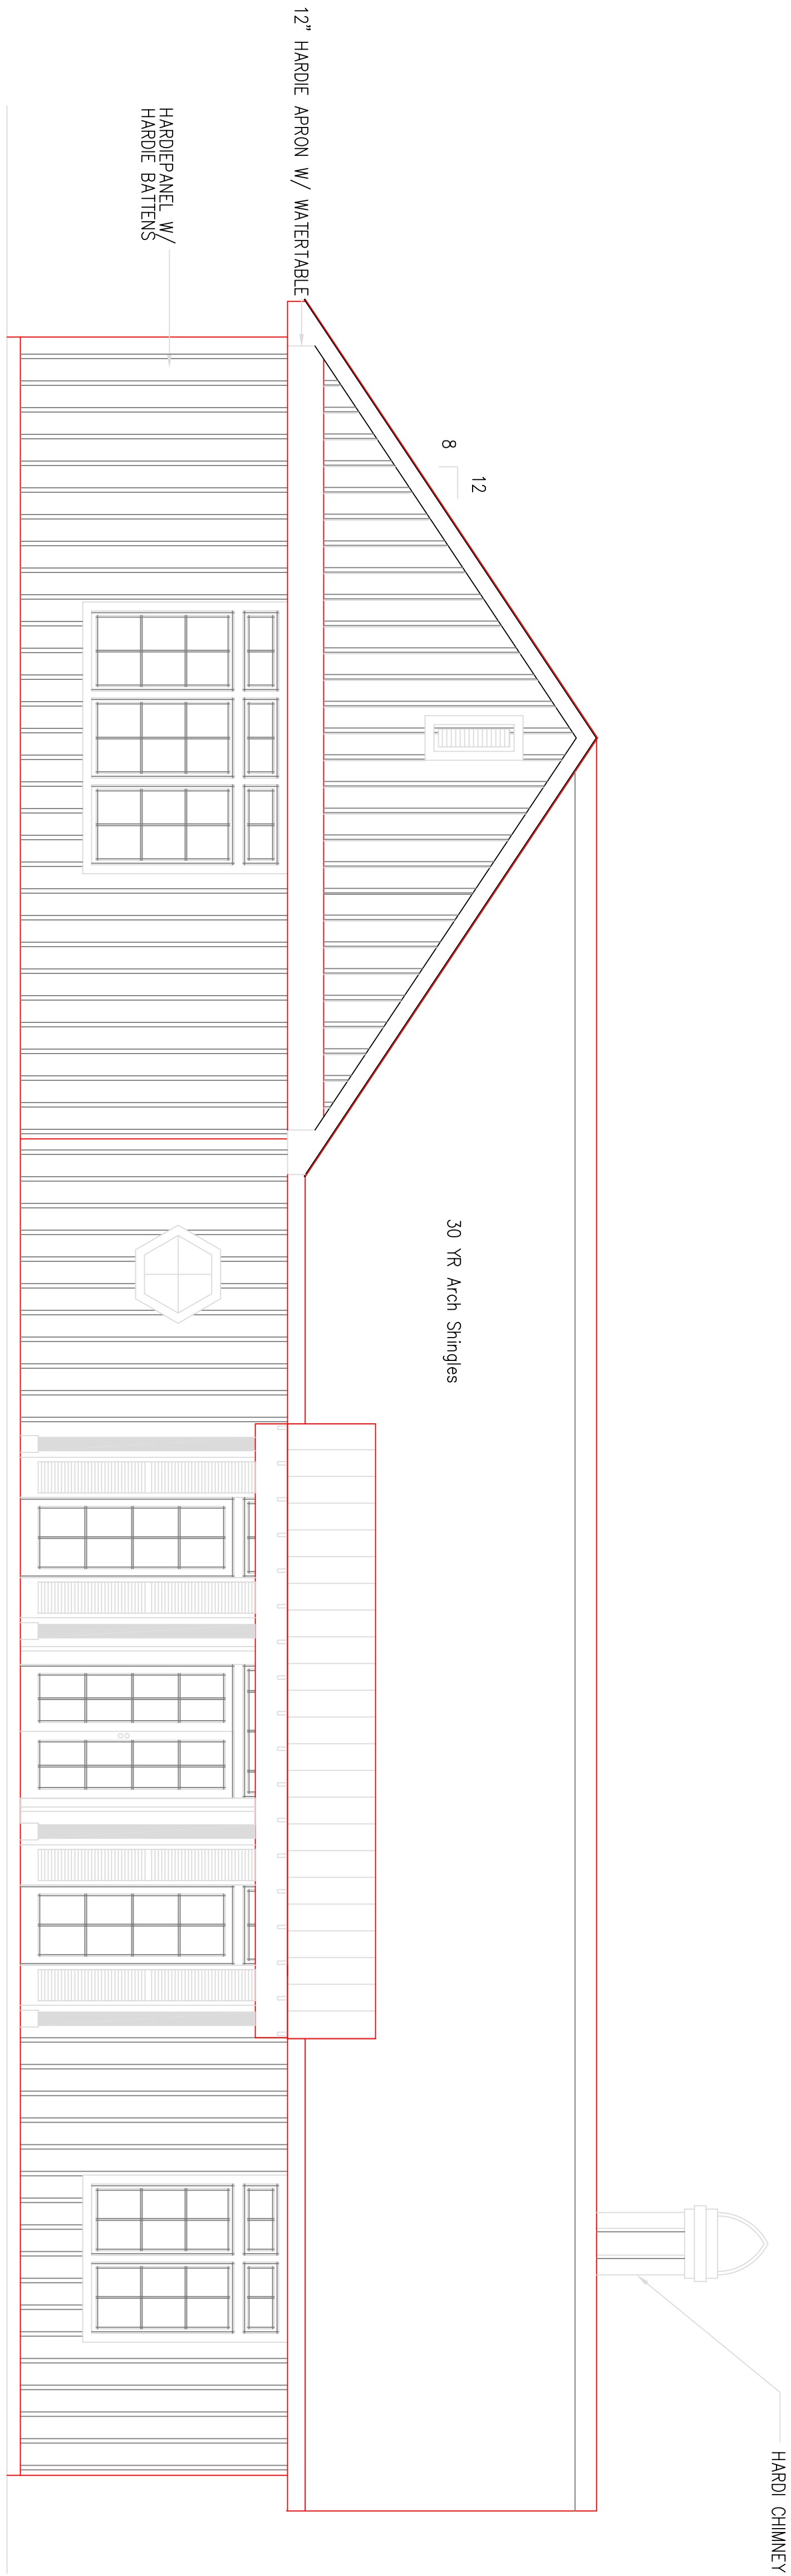 12" HARDIE APRON W/ WATERTABLE
HARDIEPANEL W/
HARDIE BATTENS
12
8
30 YR Arch Shingles
HARDI CHIMNEY